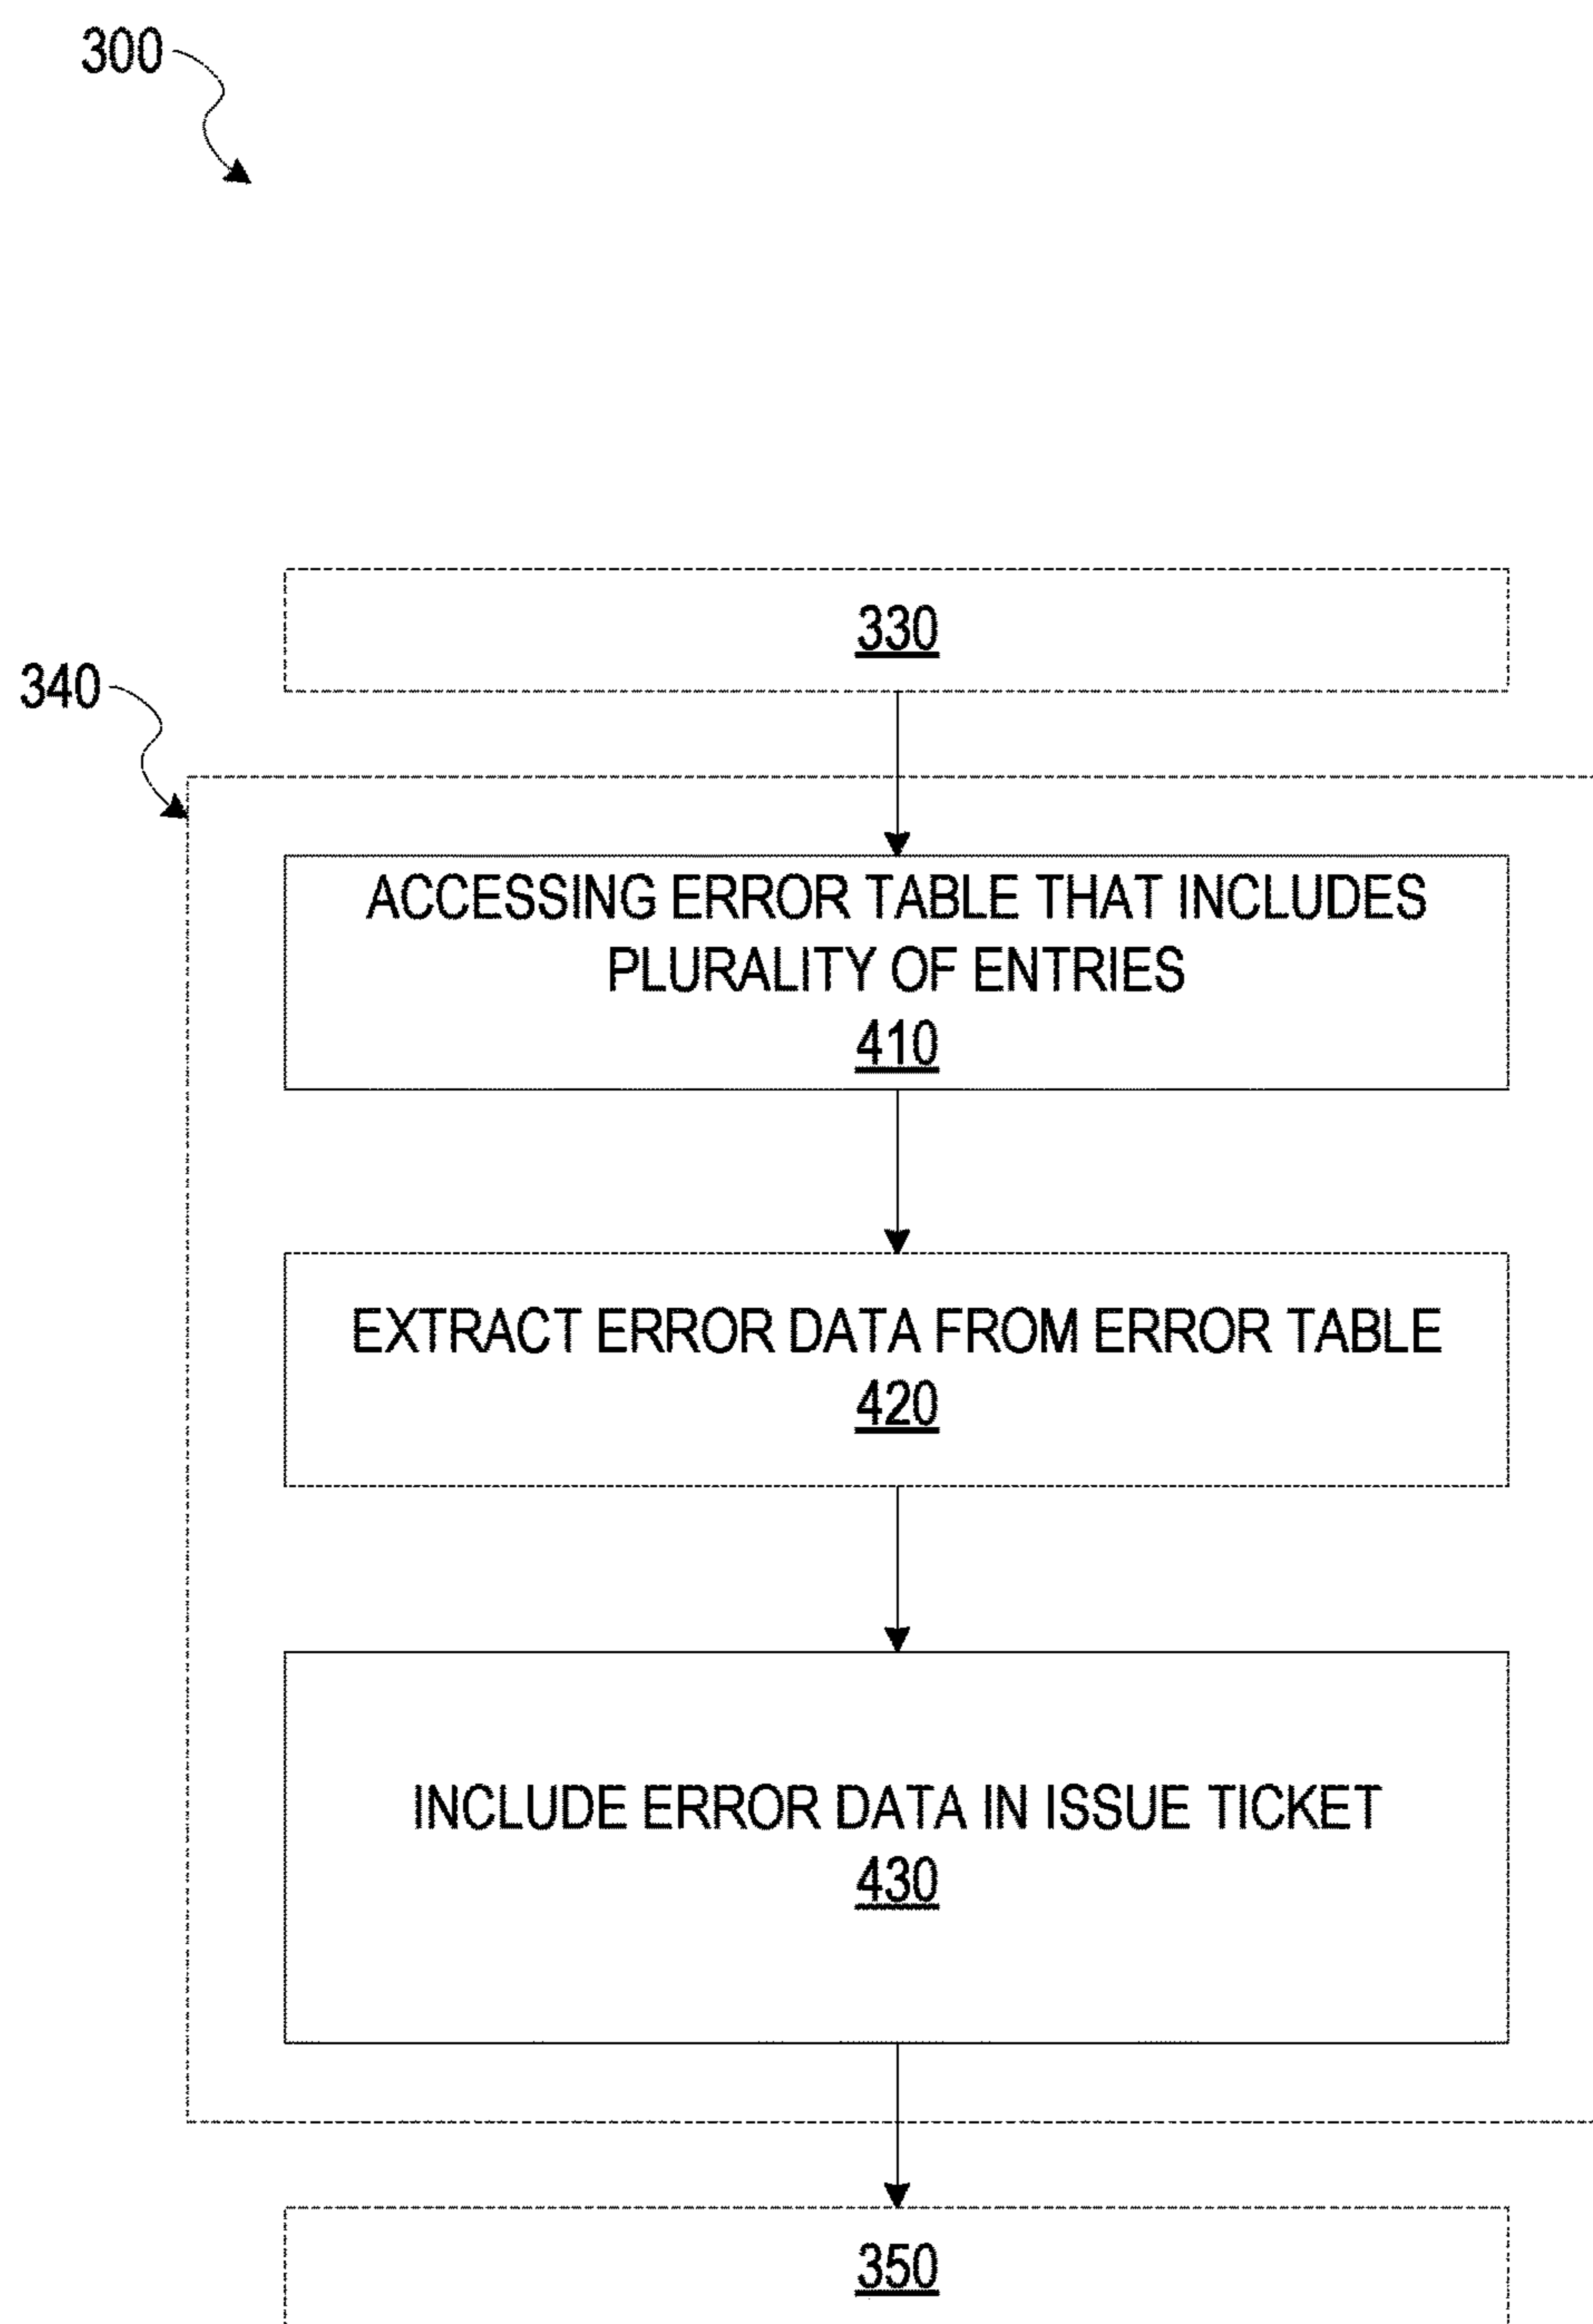 300
330
340
ACCESSING ERROR TABLE THAT INCLUDES
PLURALITY OF ENTRIES
410
EXTRACT ERROR DATA FROM ERROR TABLE
420
INCLUDE ERROR DATA IN ISSUE TICKET
430
350